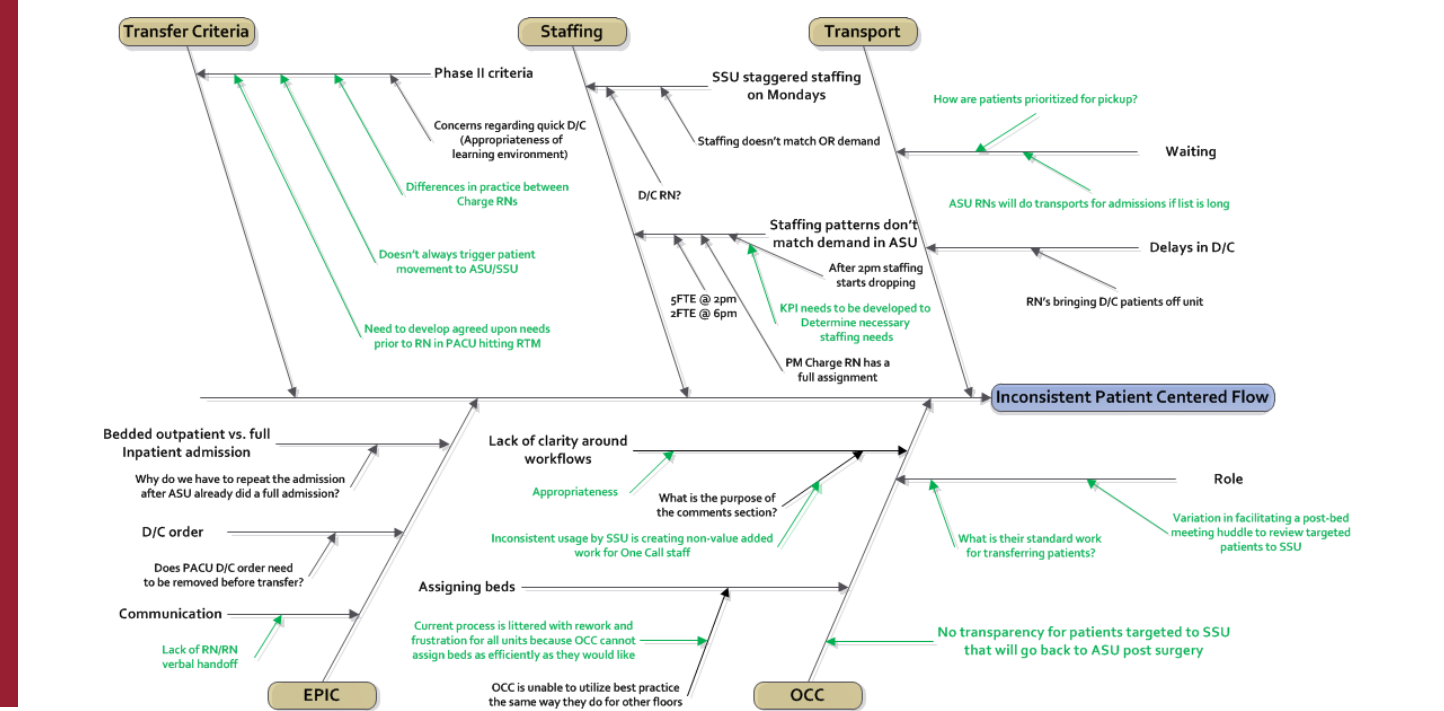 Transfer Criteria
Staffing
Transport
Phase II criteria
Concerns regarding quick D/C
(Appropriateness of
learning environment)
Differences in practice between
Charge RNs
Doesn't always trigger patient
movement to ASU/SSU
Need to develop agreed upon needs
prior to RN in PACU hitting RTM
SSU staggered staffing
on Mondays
Staffing doesn't match OR demand
D/C RN?
Staffing patterns don't
match demand in ASU
After 2pm staffing
starts dropping
5FTE @ 2pm
2FTE @ 6pm
KPI needs to be developed to
Determine necessary
staffing needs
PM Charge RN has a
full assignment
How are patients prioritized for pickup?
Waiting
ASU RNs will do transports for admissions if list is long
Delays in D/C
RN's bringing D/C patients off unit
Inconsistent Patient Centered Flow
Bedded outpatient vs. full
Inpatient admission
Why do we have to repeat the admission
after ASU already did a full admission?
D/C order
Does PACU D/C order need
to be removed before transfer?
Communication
Lack of RN/RN
verbal handoff
EPIC
Lack of clarity around
workflows
Appropriateness
What is the purpose of
the comments section?
Inconsistent usage by SSU is creating non-value added
work for One Call staff
Assigning beds
Current process is littered with rework and
frustration for all units because OCC cannot
assign beds as efficiently as they would like
OCC is unable to utilize best practice
the same way they do for other floors
Role
What is their standard work
for transferring patients?
Variation in facilitating a post-bed
meeting huddle to review targeted
patients to SSU
No transparency for patients targeted to SSU
that will go back to ASU post surgery
OCC